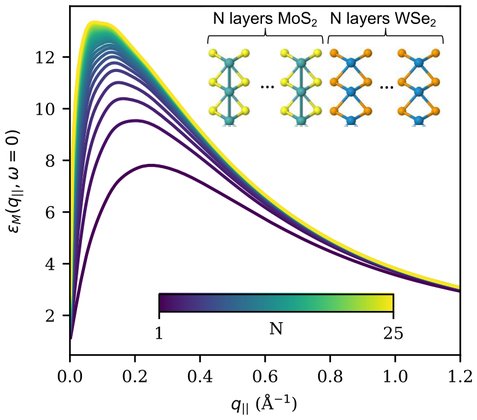 N layers MoS₂ N layers WSe₂
... ...
12
10
8
6
4
2
ε_M(q_||, ω = 0)
1 N 25
0.0 0.2 0.4 0.6 0.8 1.0 1.2
q_|| (Å⁻¹)